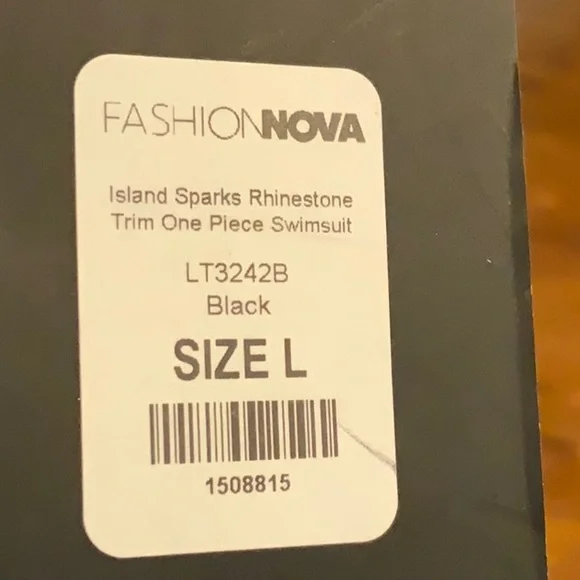 FASHIONNOVA
Island Sparks Rhinestone
Trim One Piece Swimsuit
LT3242B
Black
SIZE L
1508815